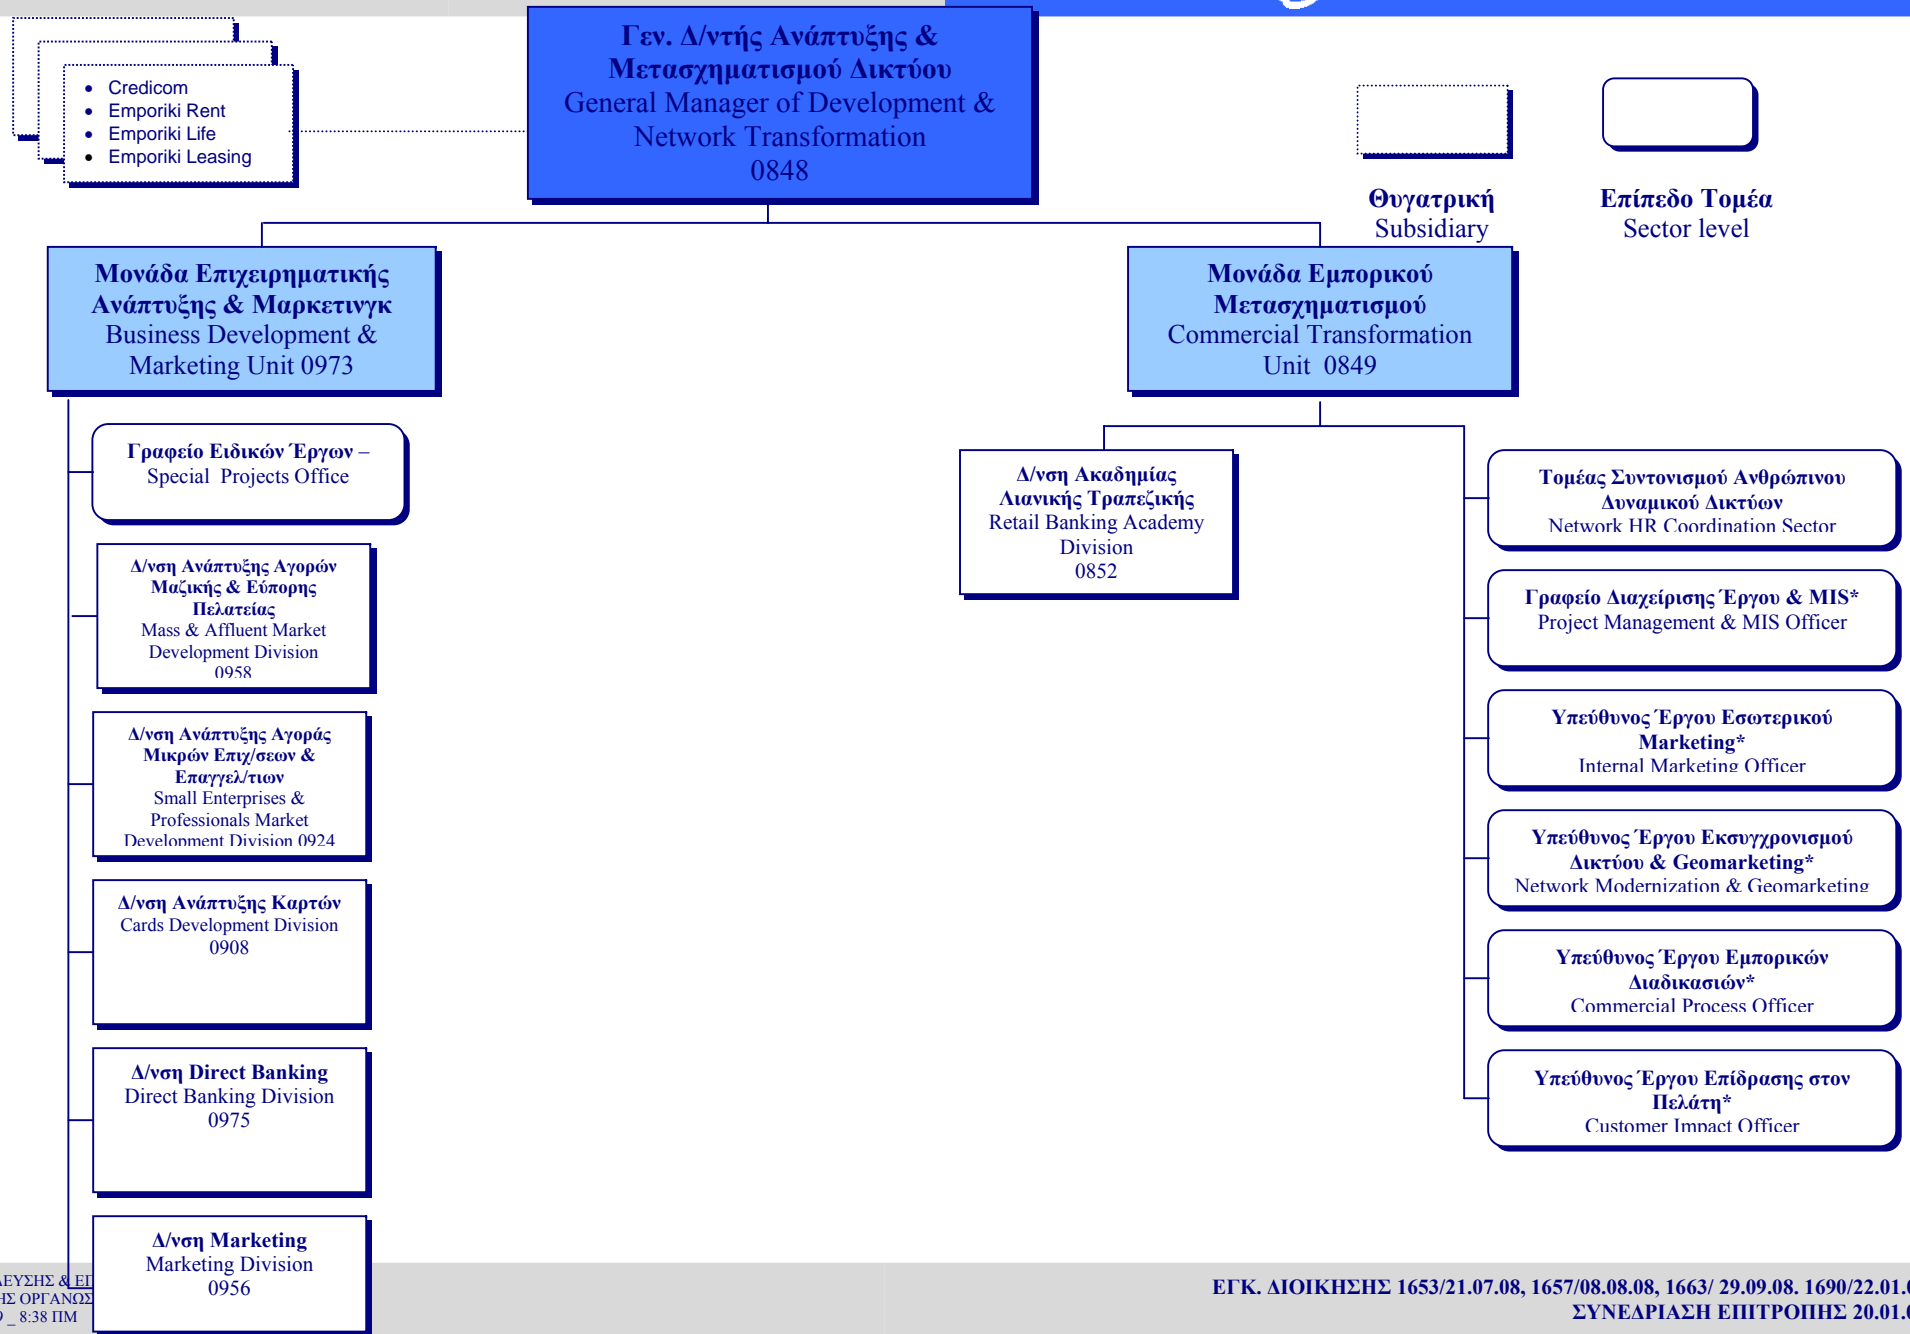 Γεν. Δ/ντής Ανάπτυξης &
Μετασχηματισμού Δικτύου
General Manager of Development &
Network Transformation
0848
• Credicom
• Emporiki Rent
• Emporiki Life
• Emporiki Leasing
Θυγατρική
Subsidiary
Επίπεδο Τομέα
Sector level
Μονάδα Επιχειρηματικής
Ανάπτυξης & Μαρκετινγκ
Business Development &
Marketing Unit 0973
Μονάδα Εμπορικού
Μετασχηματισμού
Commercial Transformation
Unit 0849
Γραφείο Ειδικών Έργων –
Special Projects Office
Δ/νση Ανάπτυξης Αγορών
Μαζικής & Εύπορης
Πελατείας
Mass & Affluent Market
Development Division
0958
Δ/νση Ανάπτυξης Αγοράς
Μικρών Επιχ/σεων &
Επαγγελ/τιων
Small Enterprises &
Professionals Market
Development Division 0924
Δ/νση Ανάπτυξης Καρτών
Cards Development Division
0908
Δ/νση Direct Banking
Direct Banking Division
0975
Δ/νση Marketing
Marketing Division
0956
Δ/νση Ακαδημίας
Λιανικής Τραπεζικής
Retail Banking Academy
Division
0852
Τομέας Συντονισμού Ανθρώπινου
Δυναμικού Δικτύων
Network HR Coordination Sector
Γραφείο Διαχείρισης Έργου & MIS*
Project Management & MIS Officer
Υπεύθυνος Έργου Εσωτερικού
Marketing*
Internal Marketing Officer
Υπεύθυνος Έργου Εκσυγχρονισμού
Δικτύου & Geomarketing*
Network Modernization & Geomarketing
Υπεύθυνος Έργου Εμπορικών
Διαδικασιών*
Commercial Process Officer
Υπεύθυνος Έργου Επίδρασης στον
Πελάτη*
Customer Impact Officer
ΕΥΣΗΣ &
ΗΣ ΟΡΓΑΝΩΣ
_ 8:38 ΠΜ
ΕΓΚ. ΔΙΟΙΚΗΣΗΣ 1653/21.07.08, 1657/08.08.08, 1663/ 29.09.08. 1690/22.01.0
ΣΥΝΕΔΡΙΑΣΗ ΕΠΙΤΡΟΠΗΣ 20.01.0